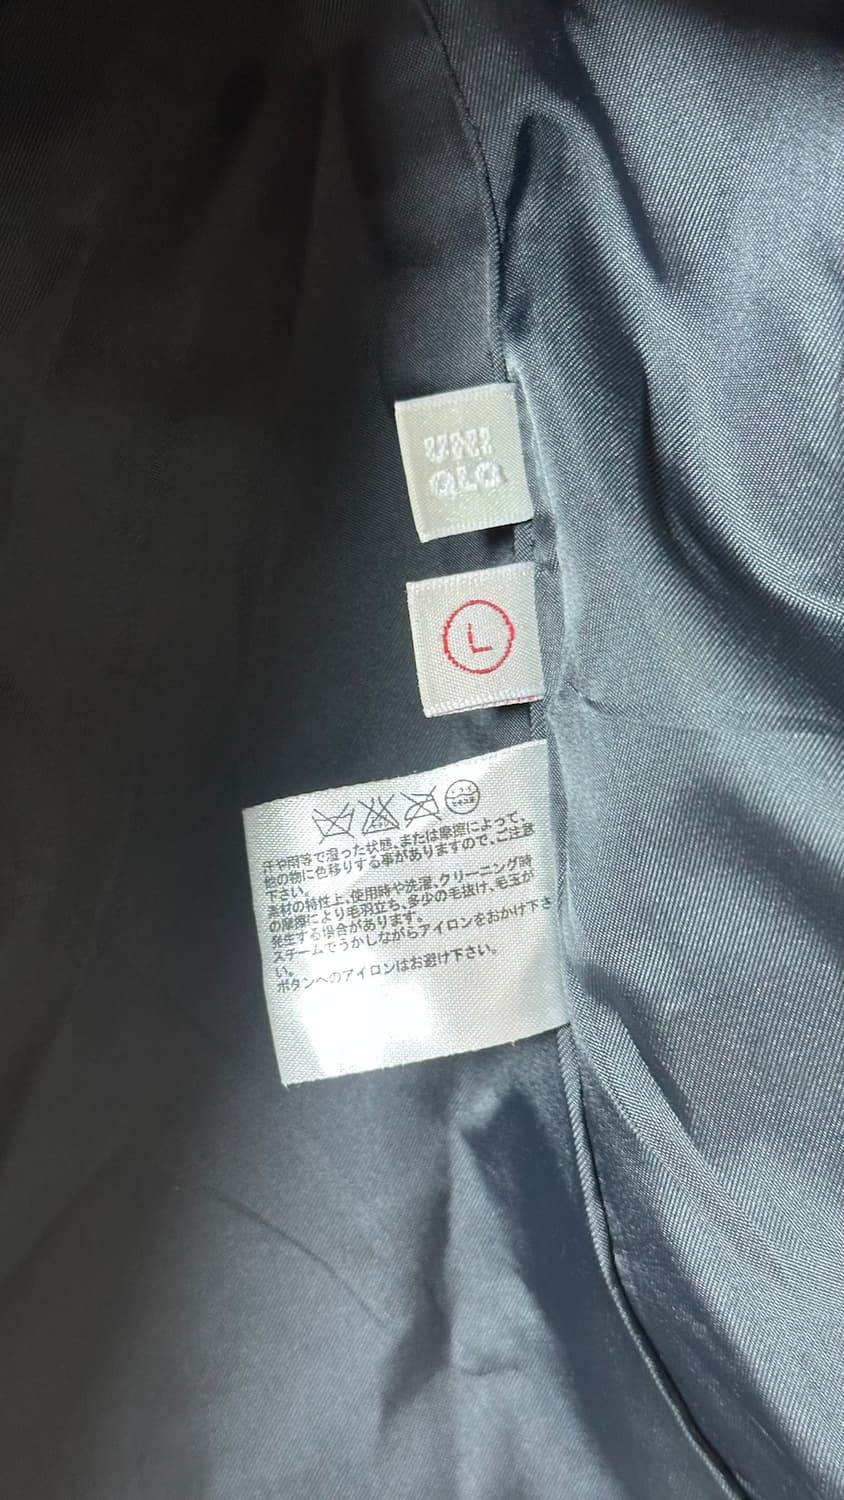 UNI
QLO
L
汗や雨等で湿った状態、または摩擦によって、
他の物に色移りする事がありますので、ご注意
下さい。
素材の特性上、使用時や洗濯、クリーニング時
の摩擦により毛羽立ち、多少の毛抜け、毛玉が
発生する場合があります。
スチームでうかしながらアイロンをおかけ下さ
い。
ボタンへのアイロンはお避け下さい。